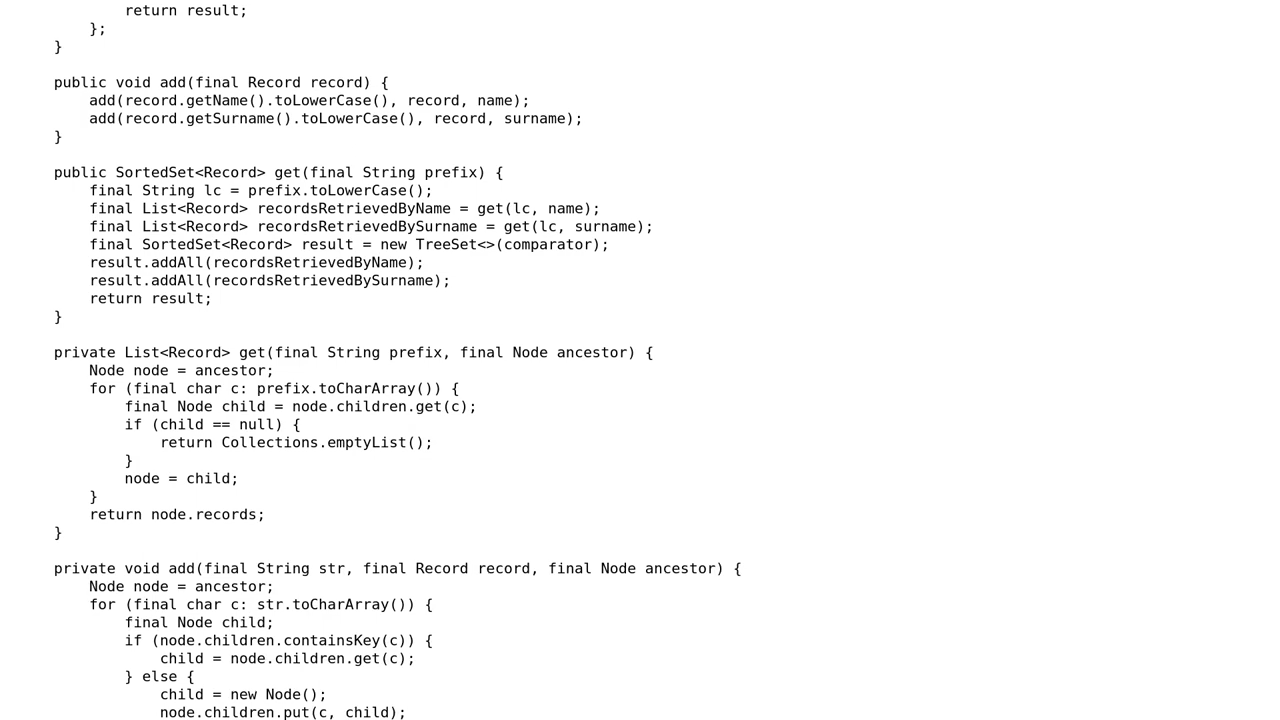 return result;
        };
    }

    public void add(final Record record) {
        add(record.getName().toLowerCase(), record, name);
        add(record.getSurname().toLowerCase(), record, surname);
    }

    public SortedSet<Record> get(final String prefix) {
        final String lc = prefix.toLowerCase();
        final List<Record> recordsRetrievedByName = get(lc, name);
        final List<Record> recordsRetrievedBySurname = get(lc, surname);
        final SortedSet<Record> result = new TreeSet<>(comparator);
        result.addAll(recordsRetrievedByName);
        result.addAll(recordsRetrievedBySurname);
        return result;
    }

    private List<Record> get(final String prefix, final Node ancestor) {
        Node node = ancestor;
        for (final char c: prefix.toCharArray()) {
            final Node child = node.children.get(c);
            if (child == null) {
                return Collections.emptyList();
            }
            node = child;
        }
        return node.records;
    }

    private void add(final String str, final Record record, final Node ancestor) {
        Node node = ancestor;
        for (final char c: str.toCharArray()) {
            final Node child;
            if (node.children.containsKey(c)) {
                child = node.children.get(c);
            } else {
                child = new Node();
                node.children.put(c, child);